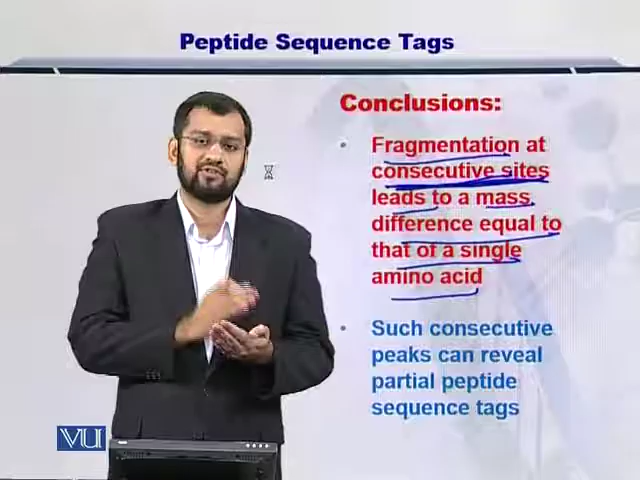 Peptide Sequence Tags
Conclusions:
• Fragmentation at
consecutive sites
leads to a mass
difference equal to
that of a single
amino acid
• Such consecutive
peaks can reveal
partial peptide
sequence tags
VU